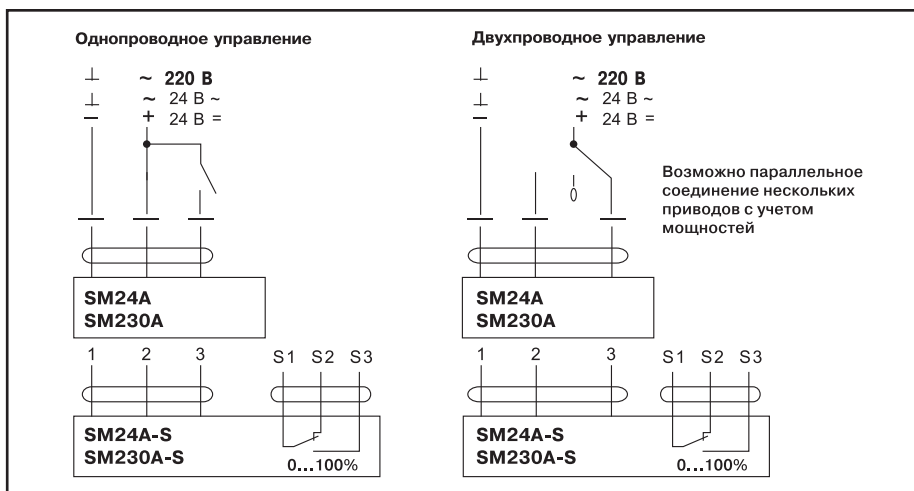 Однопроводное управление
~ 220 В
~ 24 В ~
+ 24 В =
SM24A
SM230A
1 2 3 S1 S2 S3
SM24A-S
SM230A-S
0...100%
Двухпроводное управление
~ 220 В
~ 24 В ~
+ 24 В =
0
Возможно параллельное
соединение нескольких
приводов с учетом
мощностей
SM24A
SM230A
1 2 3 S1 S2 S3
SM24A-S
SM230A-S
0...100%